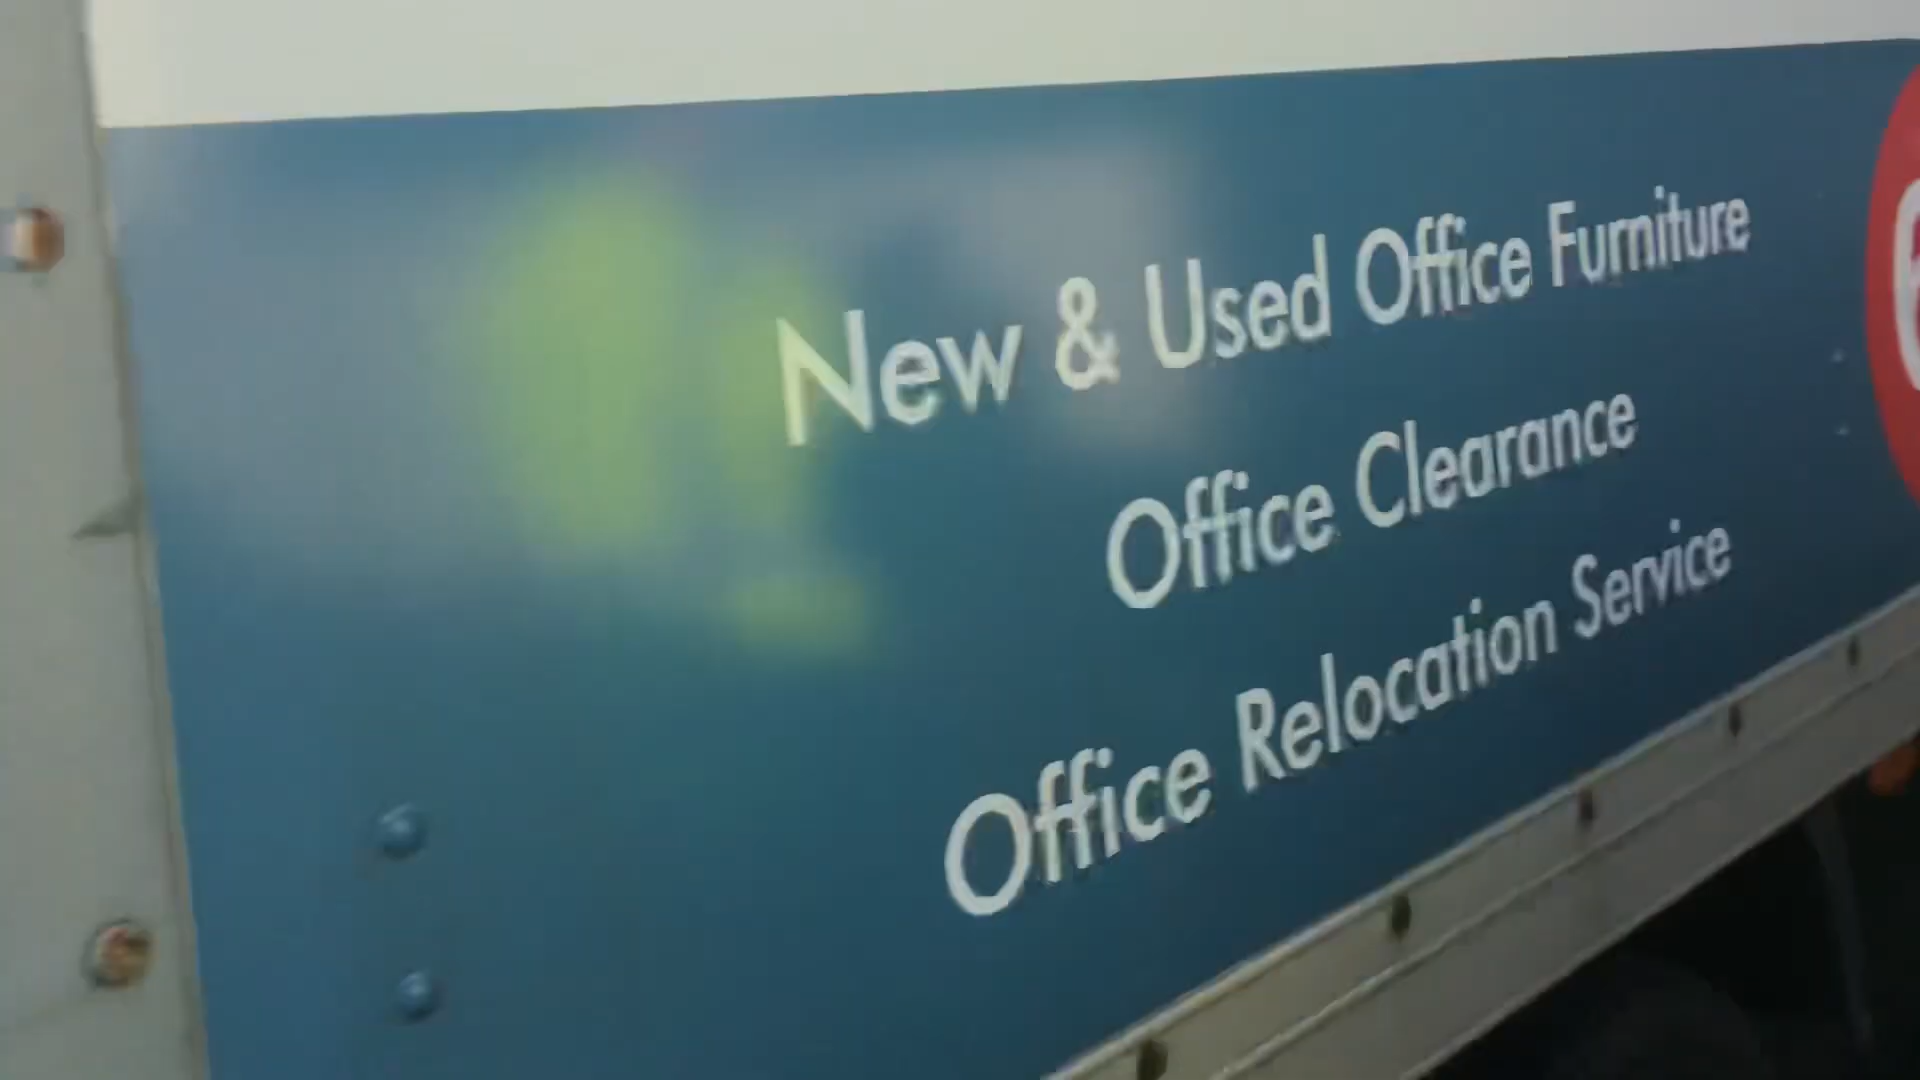 New & Used Office Furniture
Office Clearance
Office Relocation Service